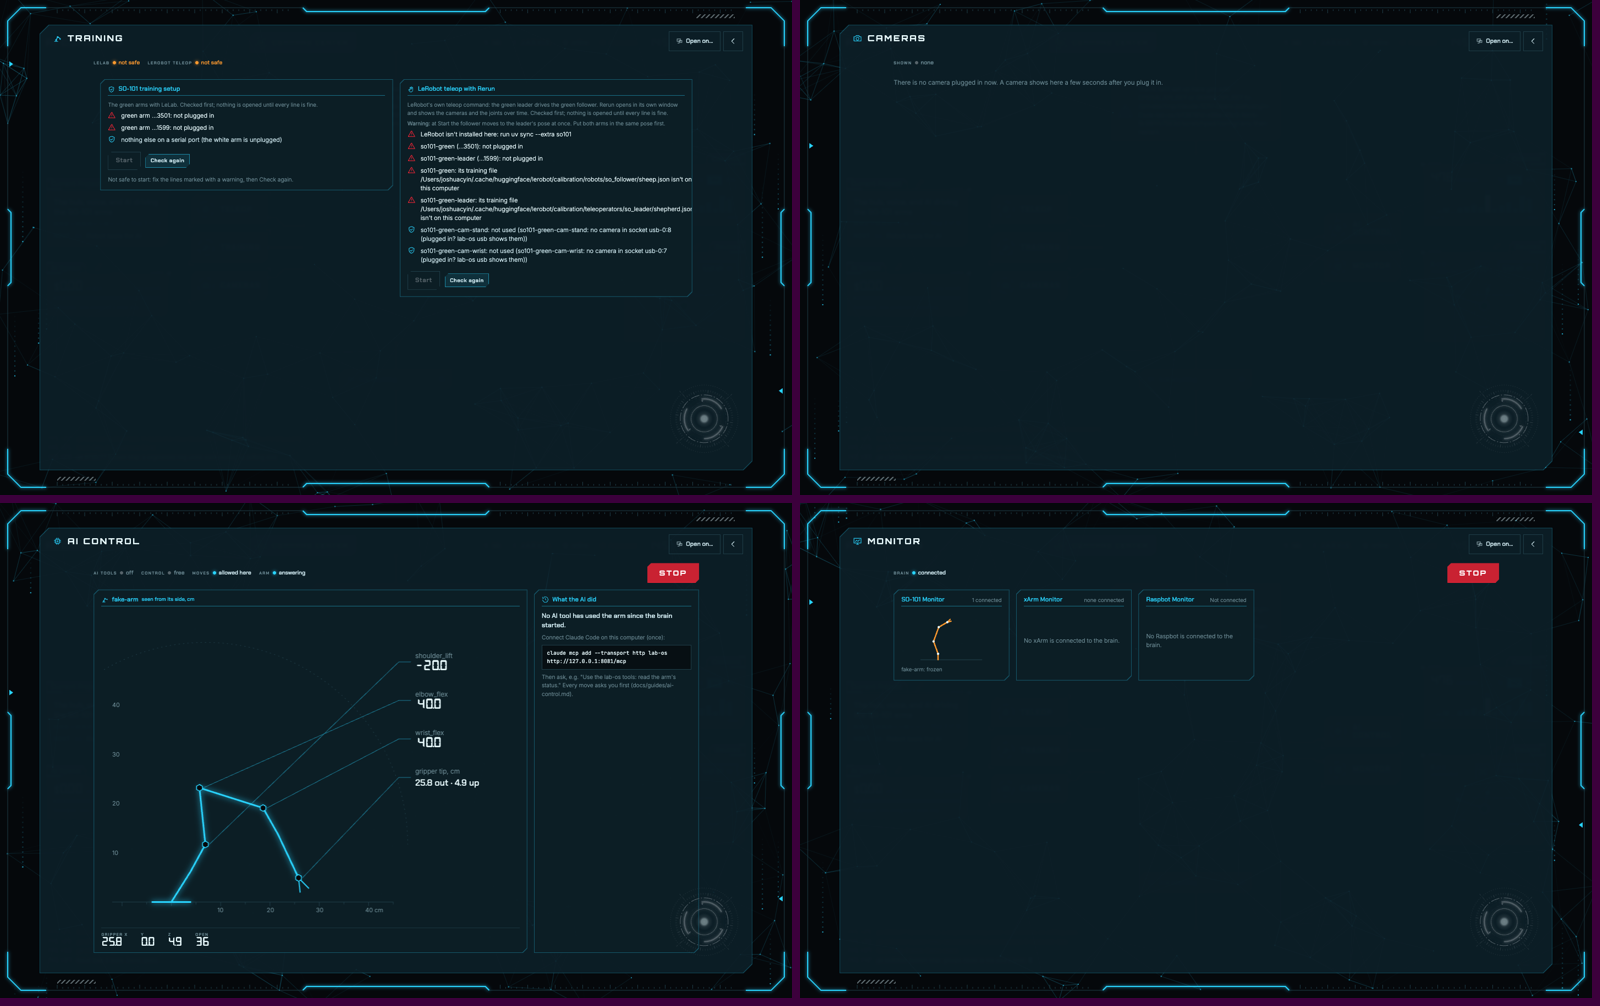 TRAINING
Open on...
LELAB not safe LEROBOT TELEOP not safe
SO-101 training setup
The green arms with LeLab. Checked first; nothing is opened until every line is fine.
green arm ...3501: not plugged in
green arm ...1599: not plugged in
nothing else on a serial port (the white arm is unplugged)
Start Check again
Not safe to start: fix the lines marked with a warning, then Check again.
LeRobot teleop with Rerun
LeRobot's own teleop command: the green leader drives the green follower. Rerun opens in its own window
and shows the cameras and the joints over time. Checked first; nothing is opened until every line is fine.
Warning: at Start the follower moves to the leader's pose at once. Put both arms in the same pose first.
LeRobot isn't installed here: run uv sync --extra so101
so101-green (...3501): not plugged in
so101-green-leader (...1599): not plugged in
so101-green: its training file
/Users/joshuacyin/.cache/huggingface/lerobot/calibration/robots/so_follower/sheep.json isn't on
this computer
so101-green-leader: its training file
/Users/joshuacyin/.cache/huggingface/lerobot/calibration/teleoperators/so_leader/shepherd.json
isn't on this computer
so101-green-cam-stand: not used (so101-green-cam-stand: no camera in socket usb-0:8
(plugged in? lab-os usb shows them))
so101-green-cam-wrist: not used (so101-green-cam-wrist: no camera in socket usb-0:7
(plugged in? lab-os usb shows them))
Start Check again
CAMERAS
Open on...
SHOWN none
There is no camera plugged in now. A camera shows here a few seconds after you plug it in.
AI CONTROL
Open on...
AI TOOLS off CONTROL free MOVES allowed here ARM answering
STOP
fake-arm seen from its side, cm
shoulder_lift
-20.0
elbow_flex
40.0
wrist_flex
40.0
gripper tip, cm
25.8 out · 4.9 up
40
30
20
10
10 20 30 40 cm
GRIPPER X Y Z OPEN
25.8 0.0 4.9 36
What the AI did
No AI tool has used the arm since the brain
started.
Connect Claude Code on this computer (once):
claude mcp add --transport http lab-os
http://127.0.0.1:8081/mcp
Then ask, e.g. "Use the lab-os tools: read the arm's
status." Every move asks you first (docs/guides/ai-
control.md).
MONITOR
Open on...
BRAIN connected
STOP
SO-101 Monitor 1 connected
fake-arm: frozen
xArm Monitor none connected
No xArm is connected to the brain.
Raspbot Monitor Not connected
No Raspbot is connected to the
brain.